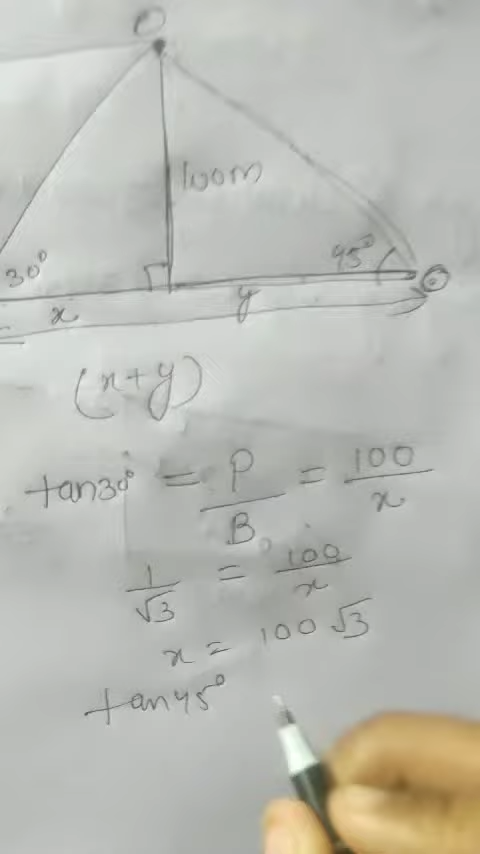 100m
30° 45°
x y
(x+y)
tan30° = P/B = 100/x
1/√3 = 100/x
x = 100√3
tan45°